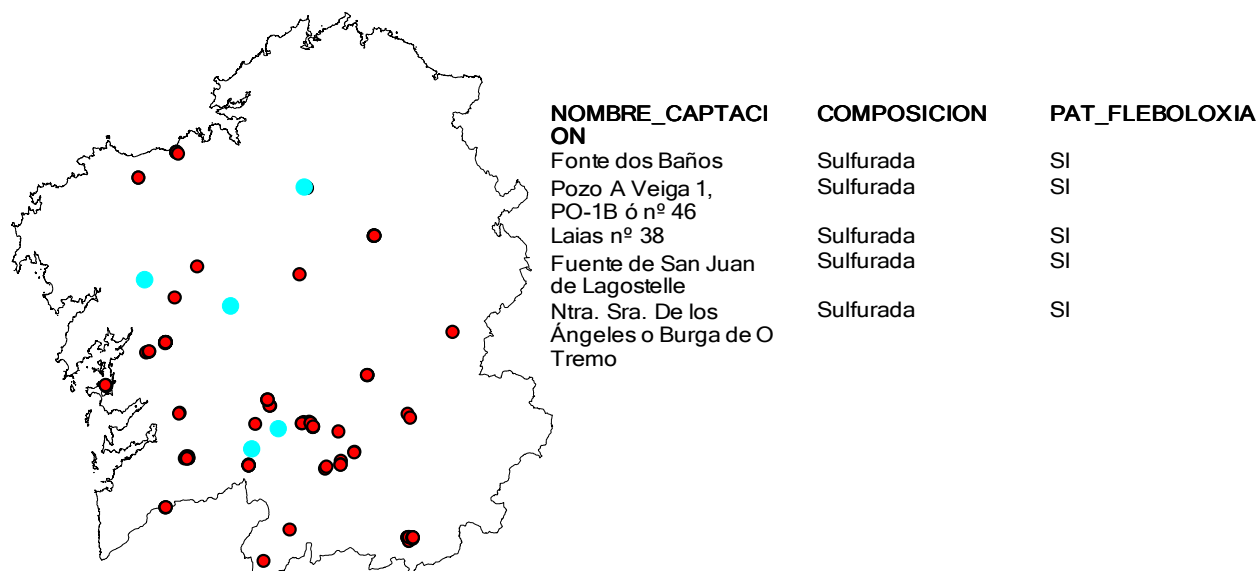 NOMBRE_CAPTACI COMPOSICION PAT_FLEBOLOXIA
ON
Fonte dos Baños Sulfurada SI
Pozo A Veiga 1, Sulfurada SI
PO-1B ó nº 46
Laias nº 38 Sulfurada SI
Fuente de San Juan Sulfurada SI
de Lagostelle
Ntra. Sra. De los Sulfurada SI
Ángeles o Burga de O
Tremo